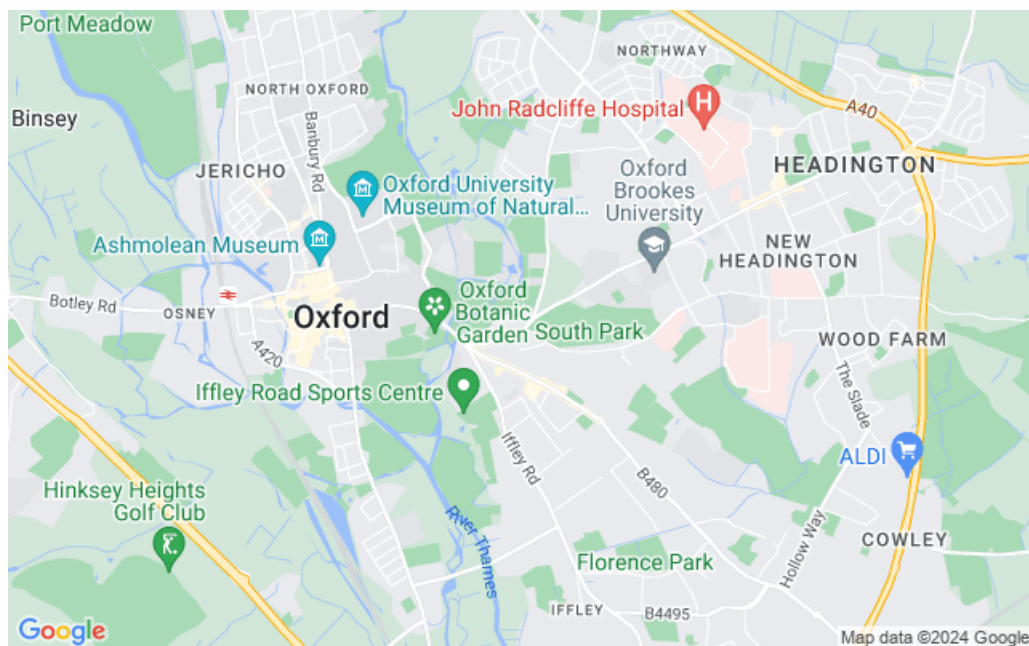 Port Meadow
NORTHWAY
NORTH OXFORD
John Radcliffe Hospital
H
A40
Binsey
Banbury Rd
JERICHO
Oxford University
Museum of Natural...
Oxford
Brookes
University
HEADINGTON
M
Ashmolean Museum
M
NEW
HEADINGTON
Botley Rd
OSNEY
Oxford
Oxford
Botanic
Garden
South Park
WOOD FARM
A420
Iffley Road Sports Centre
The Slade
Iffley Rd
B480
ALDI
Hinksey Heights
Golf Club
River Thames
Hollow Way
COWLEY
Florence Park
IFFLEY
B4495
Google
Map data ©2024 Google